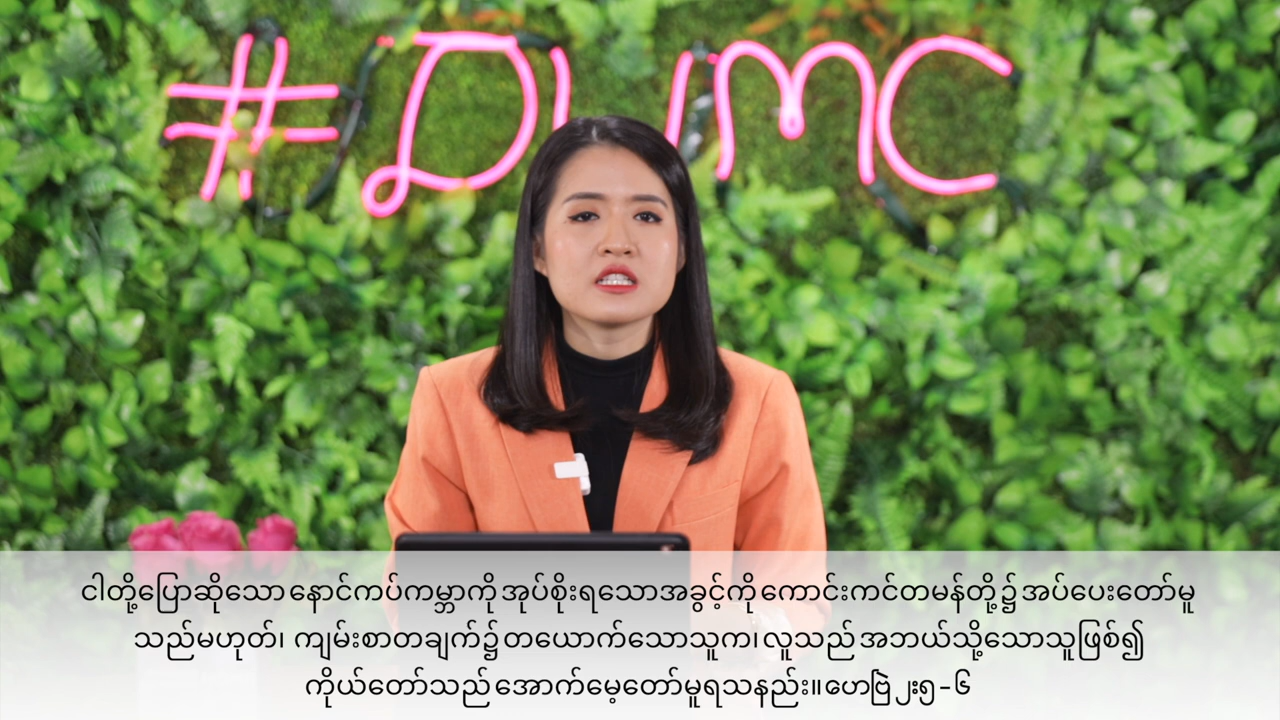 #DUMC
ငါတို့ပြောဆိုသော နောင်ကပ်ကမ္ဘာကို အုပ်စိုးရသောအခွင့်ကို ကောင်းကင်တမန်တို့၌ အပ်ပေးတော်မူ
သည်မဟုတ်၊ ကျမ်းစာတချက်၌ တယောက်သောသူက၊ လူသည် အဘယ်သို့သောသူဖြစ်၍
ကိုယ်တော်သည် အောက်မေ့တော်မူရသနည်း။ ဟေဗြဲ ၂း၅ – ၆